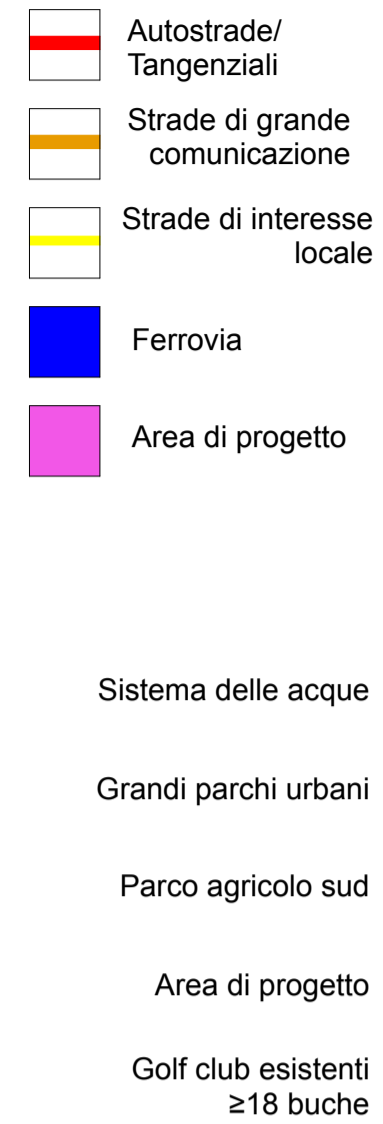 Autostrade/
Tangenziali
Strade di grande
comunicazione
Strade di interesse
locale
Ferrovia
Area di progetto
Sistema delle acque
Grandi parchi urbani
Parco agricolo sud
Area di progetto
Golf club esistenti
≥18 buche